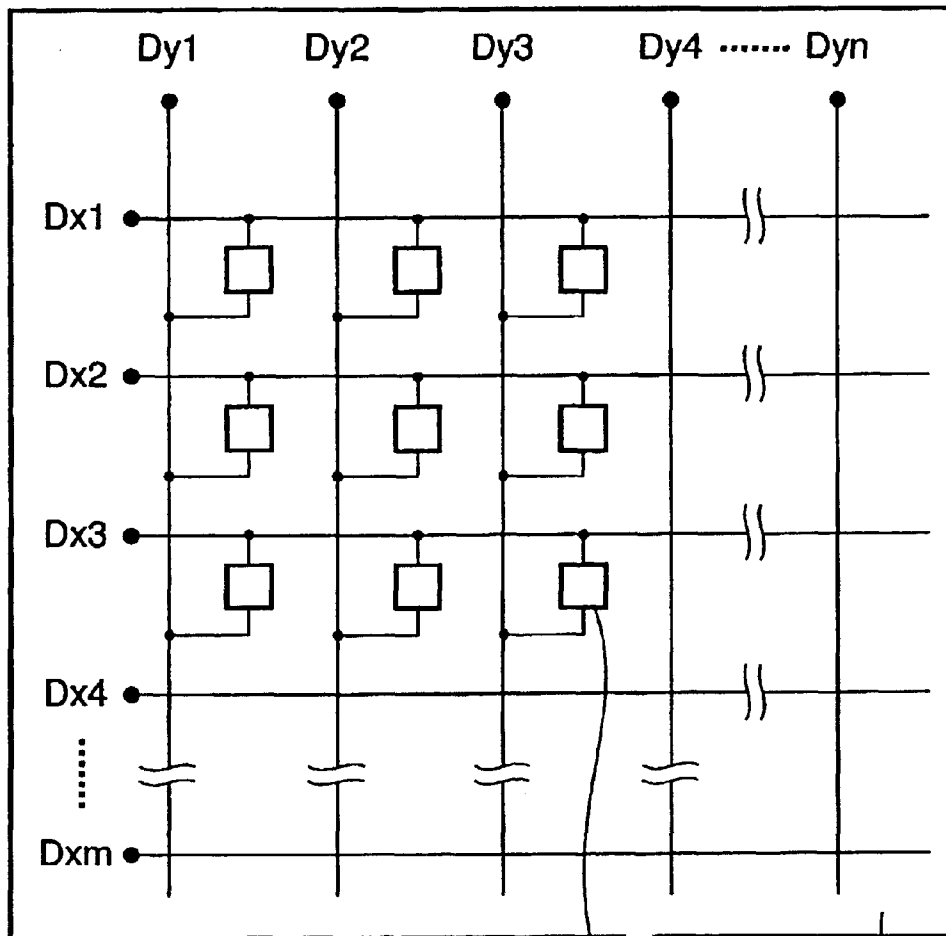 Dy1 Dy2 Dy3 Dy4 ....... Dyn
Dx1
Dx2
Dx3
Dx4
.......
Dxm